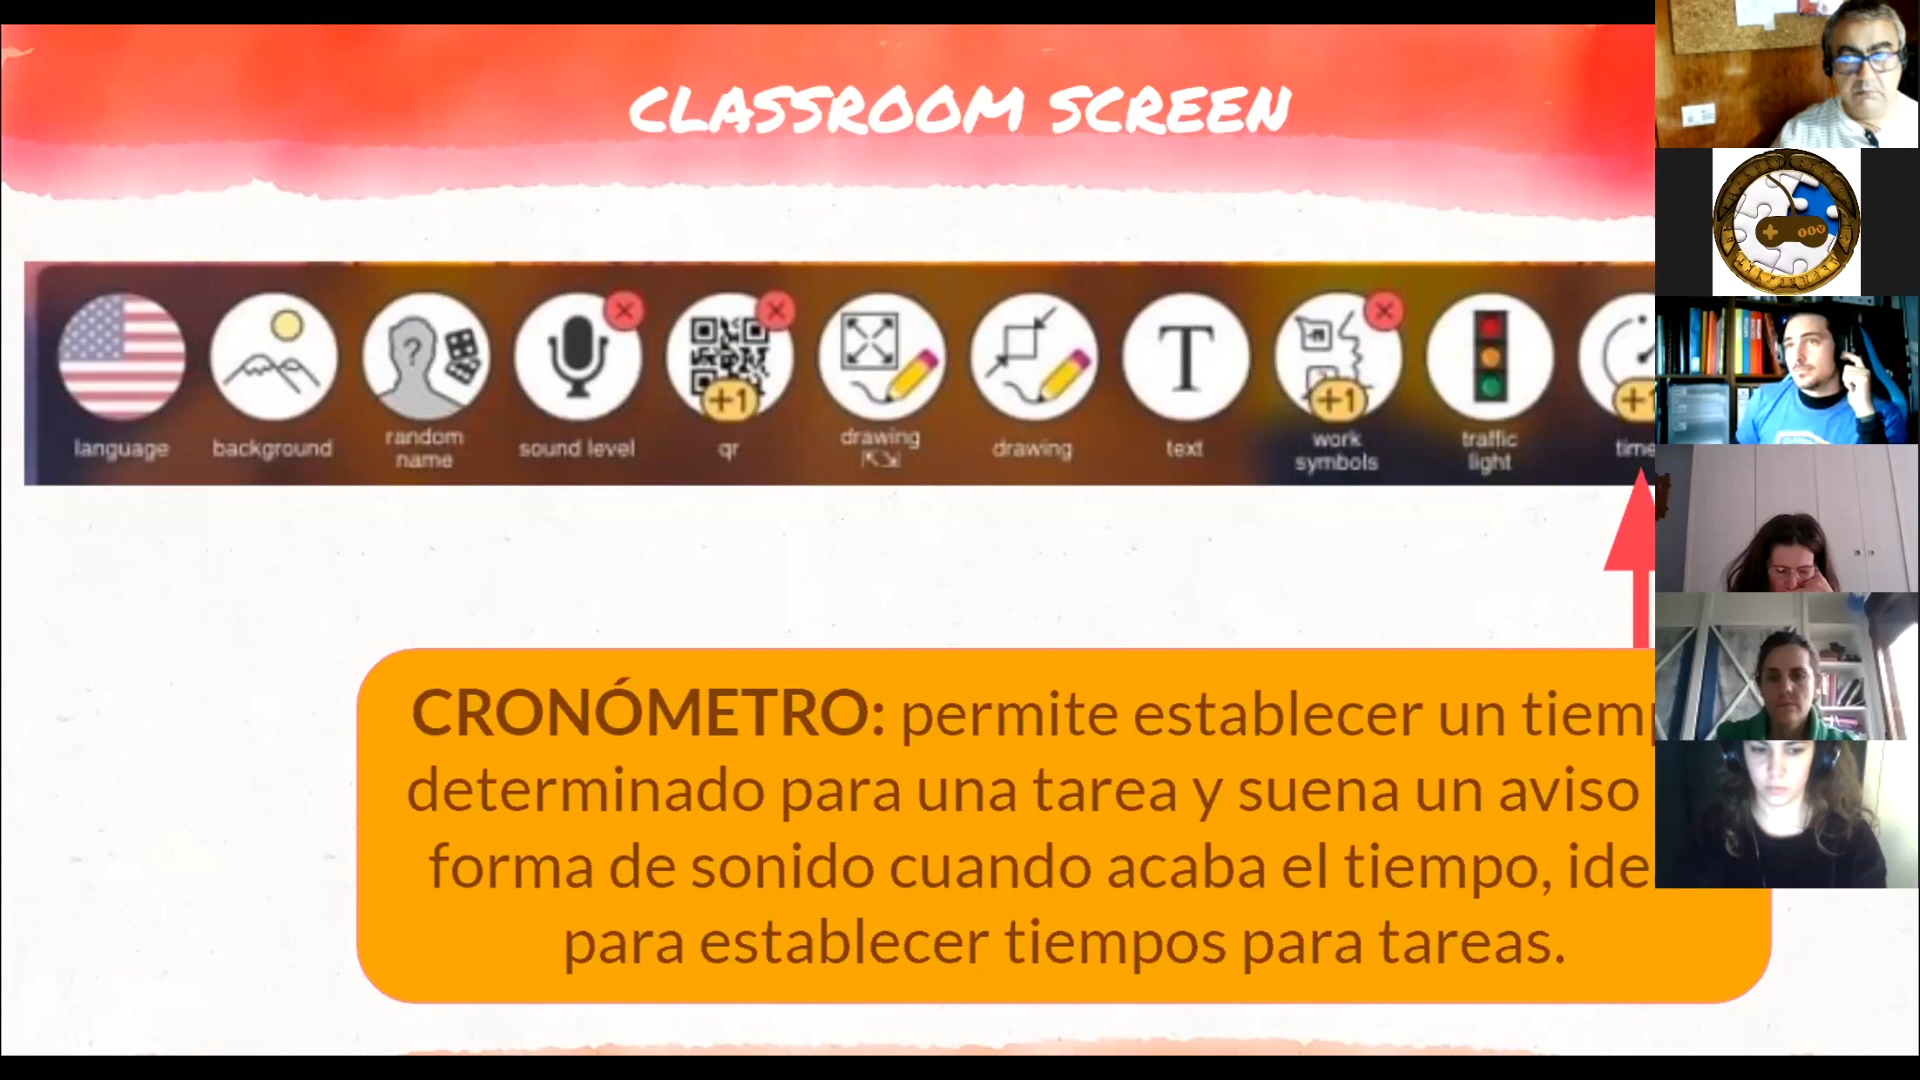 CLASSROOM SCREEN
language
background
random
name
sound level
+1
qr
drawing
drawing
T
text
+1
work
symbols
traffic
light
CRONÓMETRO: permite establecer un
determinado para una tarea y suena un aviso
forma de sonido cuando acaba el tiempo,
para establecer tiempos para tareas.